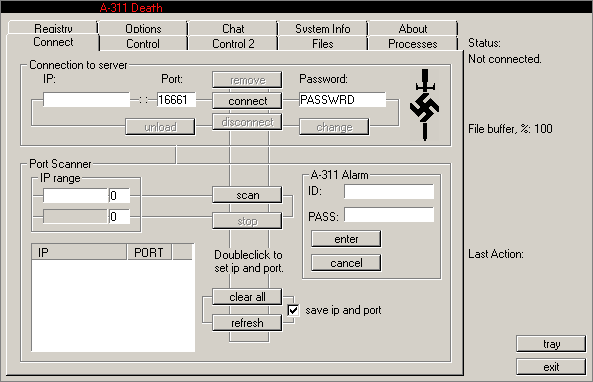 A-311 Death
Registry Options Chat System Info About
Connect Control Control 2 Files Processes
Status:
Not connected.
Connection to server
IP: Port: remove Password:
: : 16661 connect PASSWRD
unload disconnect change
File buffer, %: 100
Port Scanner
IP range
0 scan
0 stop
A-311 Alarm
ID:
PASS:
enter
cancel
IP PORT
Doubleclick to
set ip and port.
clear all
refresh
save ip and port
Last Action:
tray
exit